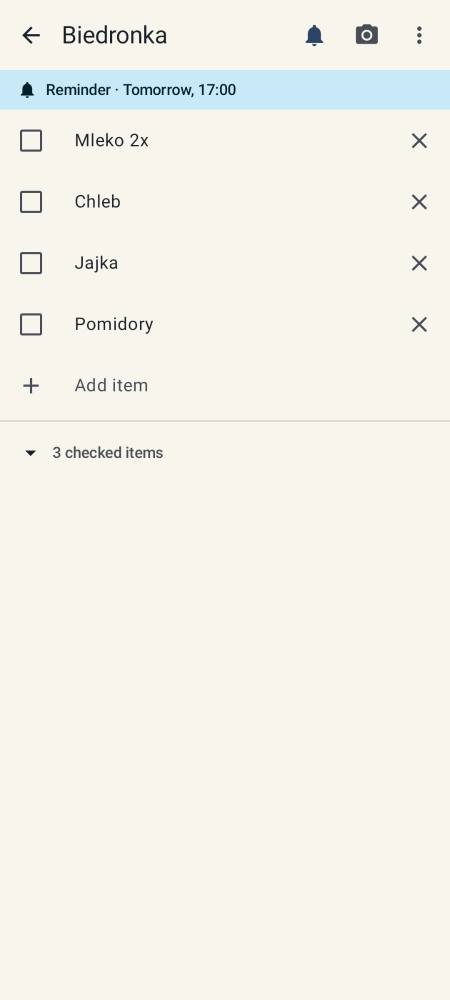 Biedronka
Reminder · Tomorrow, 17:00
Mleko 2x
Chleb
Jajka
Pomidory
Add item
3 checked items